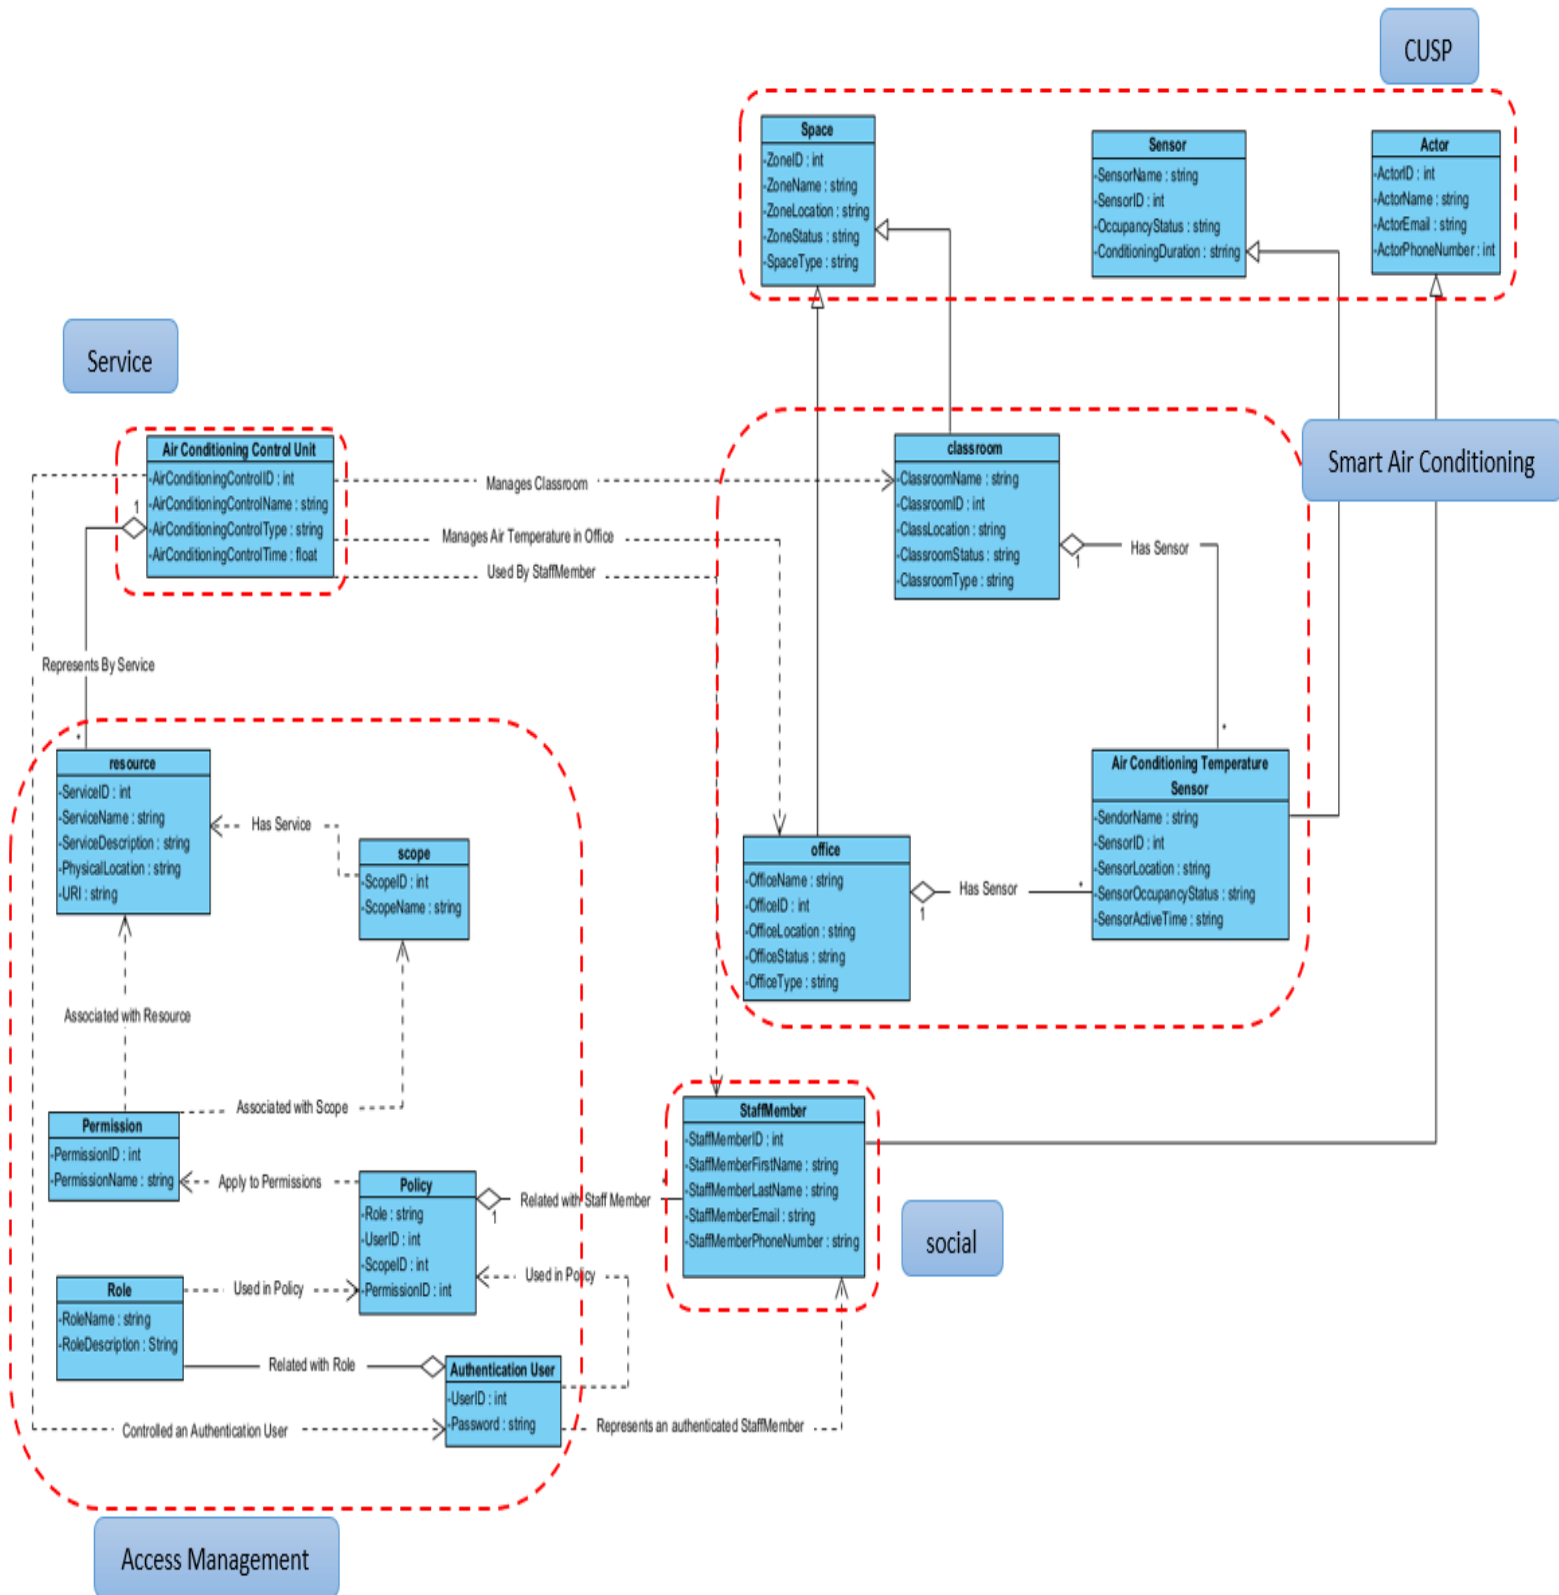 CUSP
Space
-ZoneID : int
-ZoneName : string
-ZoneLocation : string
-ZoneStatus : string
-SpaceType : string
Sensor
-SensorName : string
-SensorID : int
-OccupancyStatus : string
-ConditioningDuration : strring
Actor
-ActorID : int
-ActorName : string
-ActorEmail : string
-ActorPhoneNumber : int
Service
Air Conditioning Control Unit
-AirConditioningControlID : int
-AirConditioningControlName : string
-AirConditioningControlType : string
-AirConditioningControlTime : float
1
Manages Classroom
Manages Air Temperature in Office
Used By StaffMember
classroom
-ClassroomName : string
-ClassroomID : int
-ClassLocation : string
-ClassroomStatus : string
-ClassroomType : string
Smart Air Conditioning
Has Sensor
1
*
Represents By Service
*
resource
-ServiceID : int
-ServiceName : string
-ServiceDescription : string
-PhysicalLocation : string
-URI : string
Has Service
scope
-ScopeID : int
-ScopeName : string
Air Conditioning Temperature
Sensor
-SendorName : string
-SensorID : int
-SensorLocation : string
-SensorOccupancyStatus : string
-SensorActiveTime : string
office
-OfficeName : string
-OfficeID : int
-OfficeLocation : string
-OfficeStatus : string
-OfficeType : string
Has Sensor
1
*
Associated with Resource
Associated with Scope
Permission
-PermissionID : int
-PermissionName : string
Apply to Permissions
Policy
-Role : string
-UserID : int
-ScopeID : int
-PermissionID : int
1
Related with Staff Member
*
StaffMember
-StaffMemberID : int
-StaffMemberFirstName : string
-StaffMemberLastName : string
-StaffMemberEmail : string
-StaffMemberPhoneNumber : string
social
Used in Policy
Role
-RoleName : string
-RoleDescription : String
Used in Policy
Related with Role
Authentication User
-UserID : int
-Password : string
Controlled an Authentication User
Represents an authenticated StaffMember
Access Management